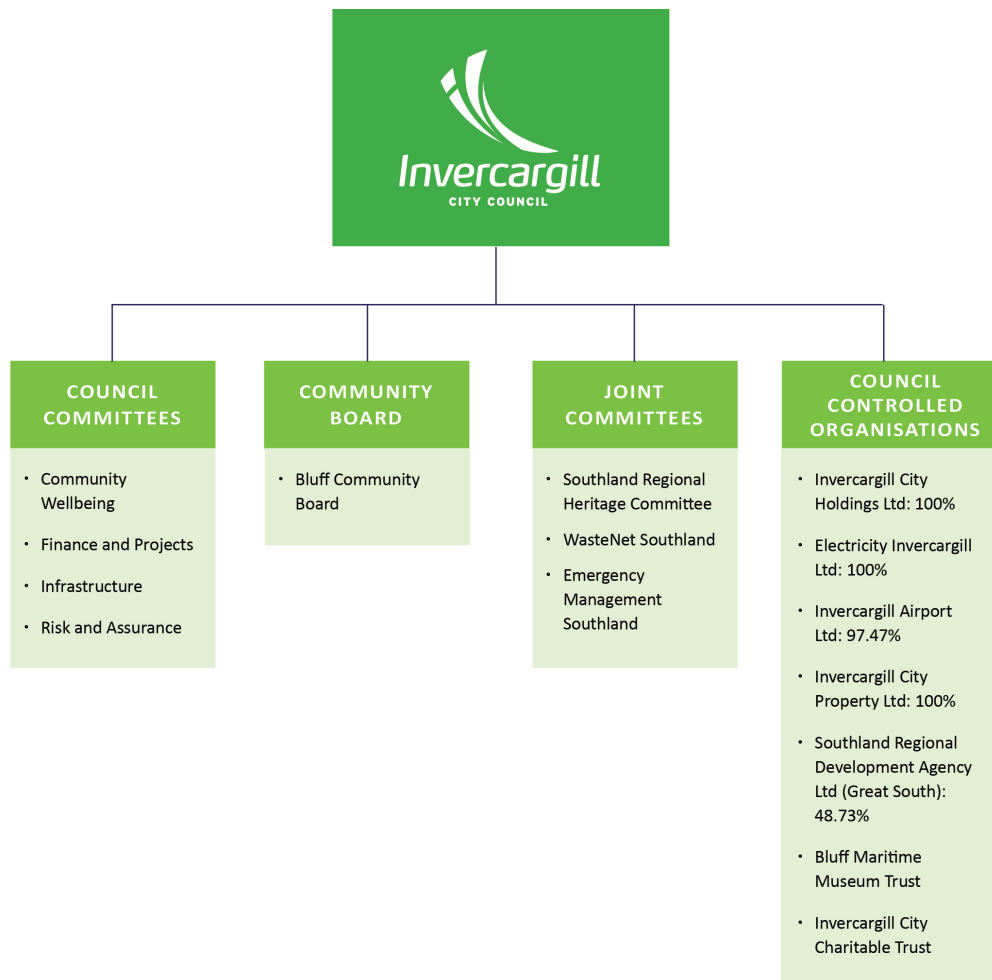 Invercargill
CITY COUNCIL
COUNCIL
COMMITTEES
• Community
Wellbeing
• Finance and Projects
• Infrastructure
• Risk and Assurance
COMMUNITY
BOARD
• Bluff Community
Board
JOINT
COMMITTEES
• Southland Regional
Heritage Committee
• WasteNet Southland
• Emergency
Management
Southland
COUNCIL
CONTROLLED
ORGANISATIONS
• Invercargill City
Holdings Ltd: 100%
• Electricity Invercargill
Ltd: 100%
• Invercargill Airport
Ltd: 97.47%
• Invercargill City
Property Ltd: 100%
• Southland Regional
Development Agency
Ltd (Great South):
48.73%
• Bluff Maritime
Museum Trust
• Invercargill City
Charitable Trust